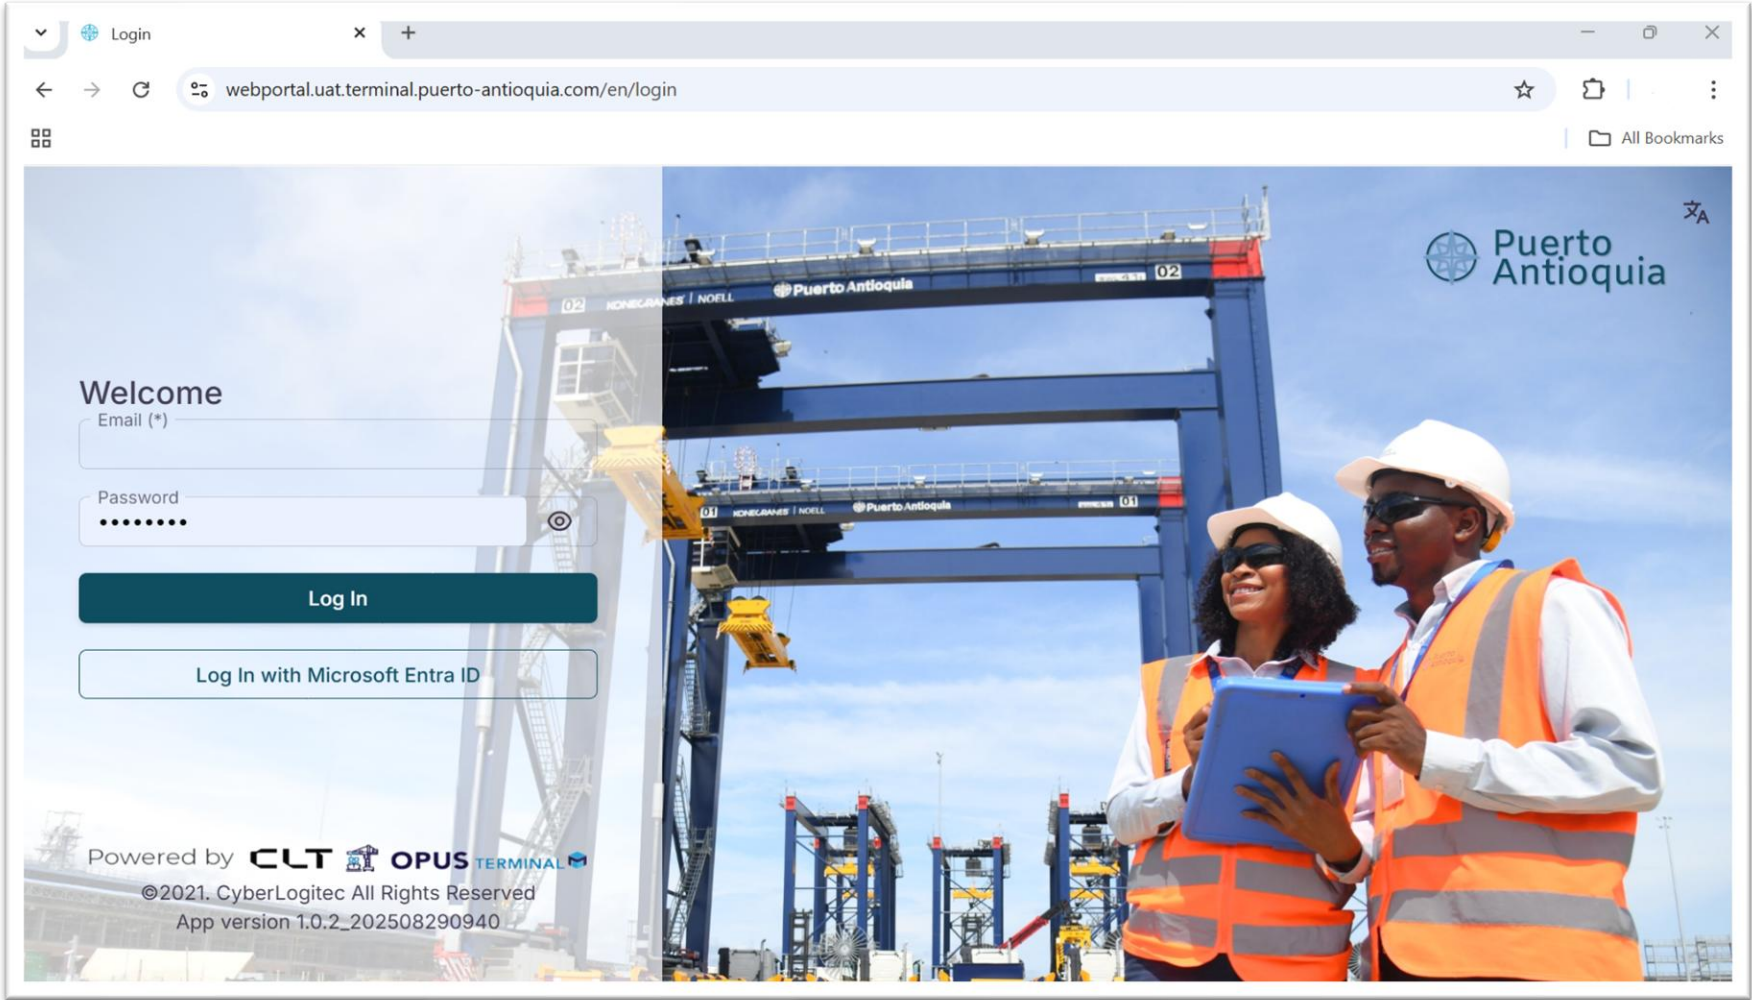 Login
webportal.uat.terminal.puerto-antioquia.com/en/login
All Bookmarks
Puerto
Antioquia
02 KONECRANES | NOELL Puerto Antioquia 02
Welcome
Email (*)
Password
01 KONECRANES | NOELL Puerto Antioquia 01
Log In
Log In with Microsoft Entra ID
Powered by CLT OPUS TERMINAL
©2021. CyberLogitec All Rights Reserved
App version 1.0.2_202508290940